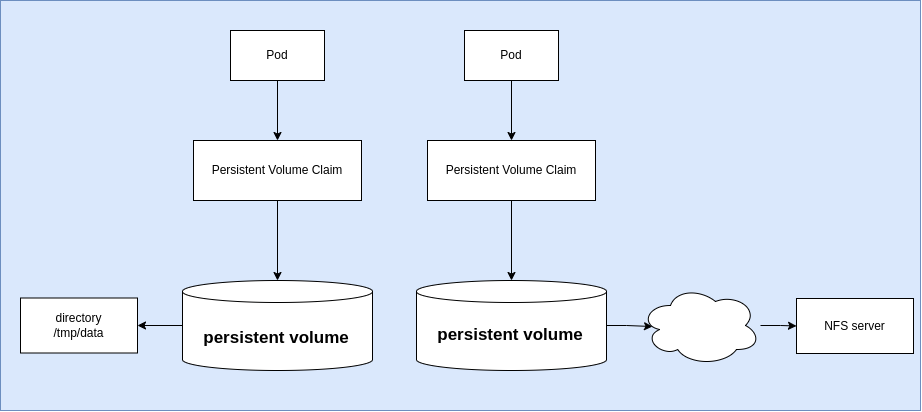 Pod
Pod
Persistent Volume Claim
Persistent Volume Claim
directory
/tmp/data
persistent volume
persistent volume
NFS server